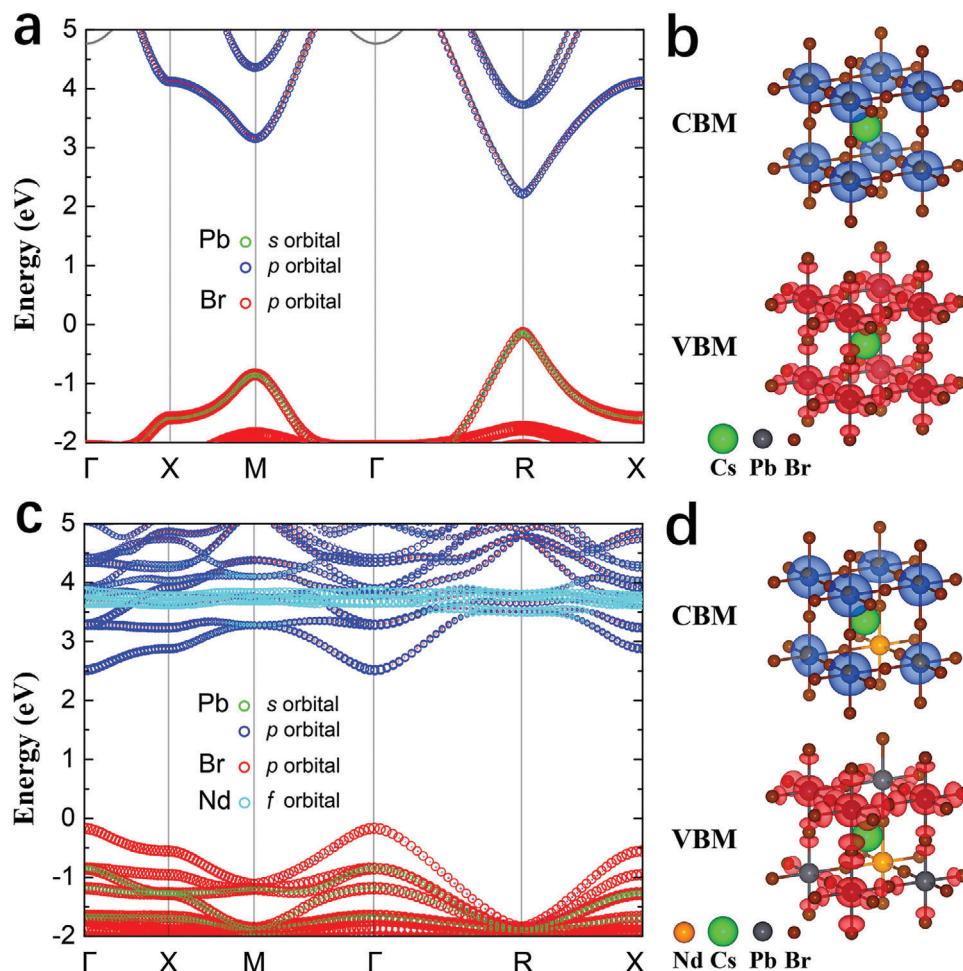 a
Energy (eV)
5
4
3
2
1
0
-1
-2
Γ X M Γ R X
Pb s orbital
p orbital
Br p orbital
b
CBM
VBM
Cs Pb Br
c
Energy (eV)
5
4
3
2
1
0
-1
-2
Γ X M Γ R X
Pb s orbital
p orbital
Br p orbital
Nd f orbital
d
CBM
VBM
Nd Cs Pb Br